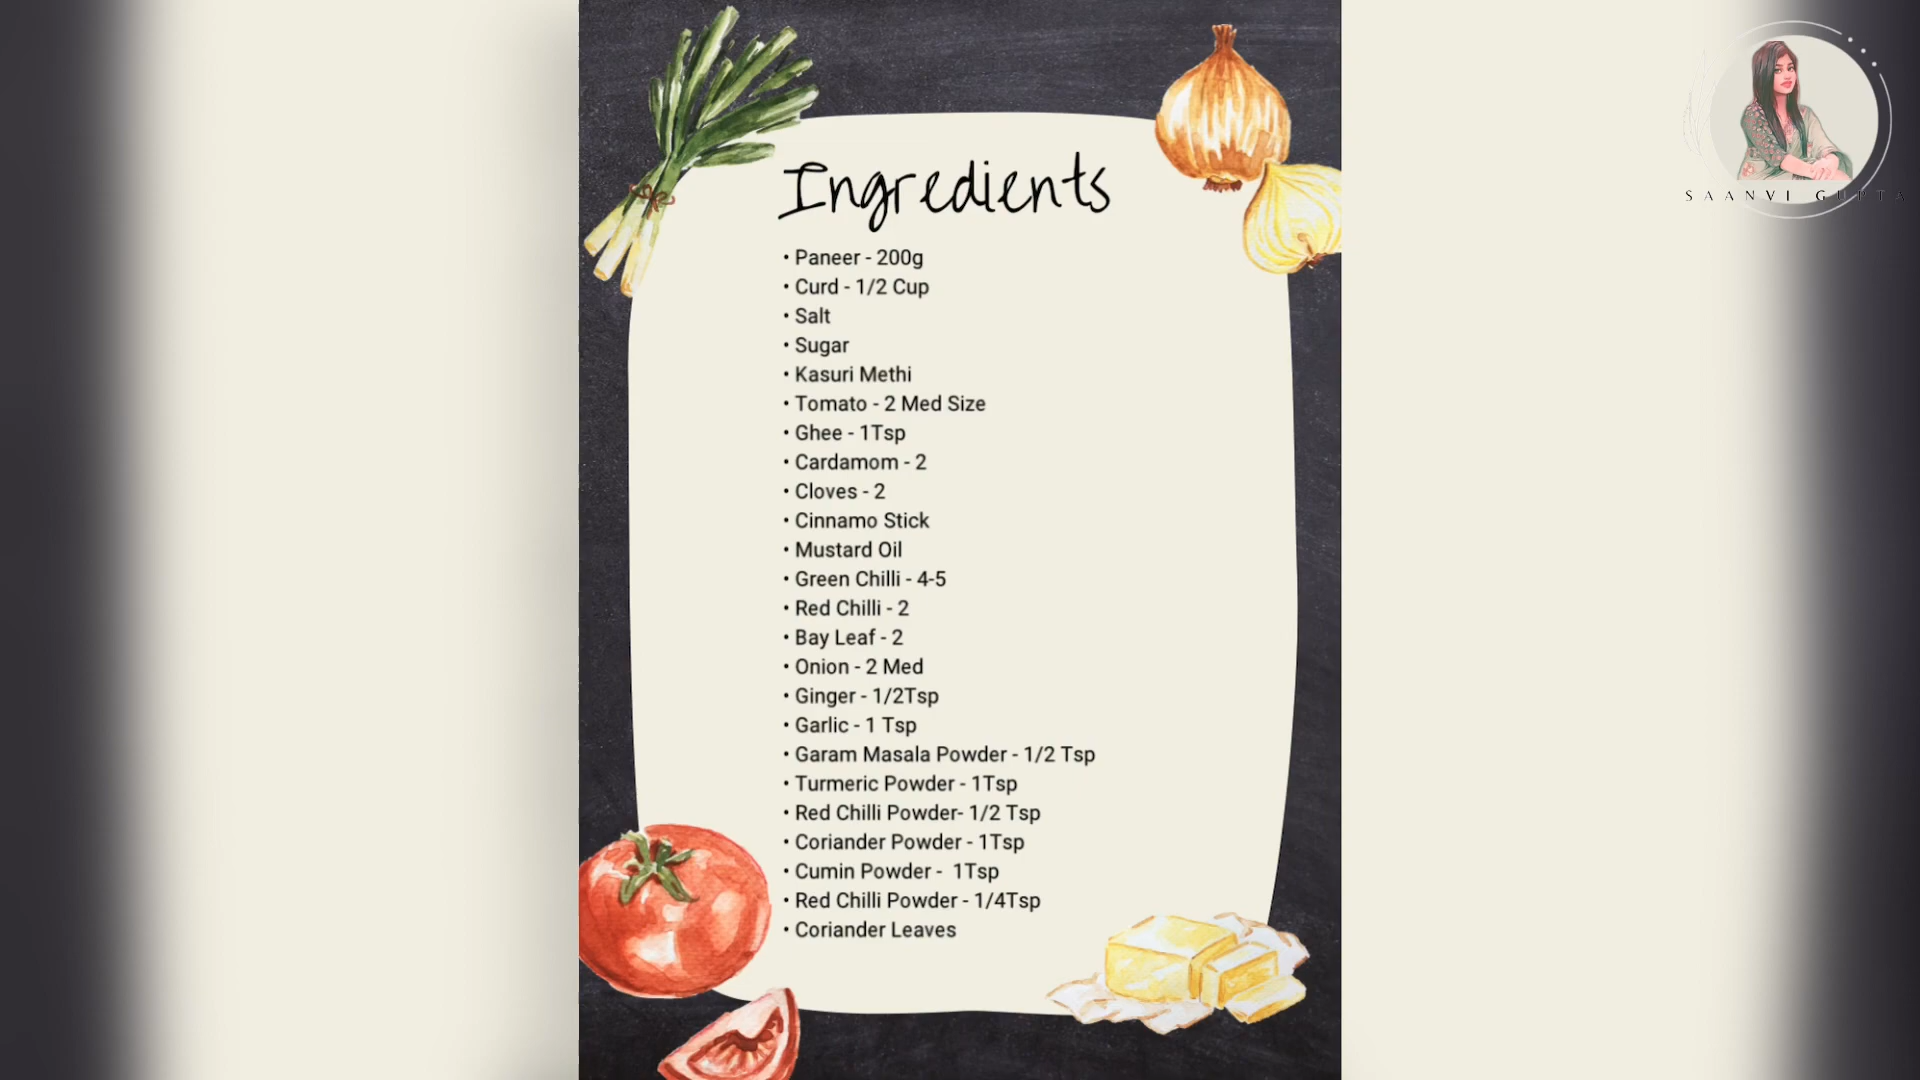 SAANVI GUPTA
Ingredients
• Paneer - 200g
• Curd - 1/2 Cup
• Salt
• Sugar
• Kasuri Methi
• Tomato - 2 Med Size
• Ghee - 1Tsp
• Cardamom - 2
• Cloves - 2
• Cinnamo Stick
• Mustard Oil
• Green Chilli - 4-5
• Red Chilli - 2
• Bay Leaf - 2
• Onion - 2 Med
• Ginger - 1/2Tsp
• Garlic - 1 Tsp
• Garam Masala Powder - 1/2 Tsp
• Turmeric Powder - 1Tsp
• Red Chilli Powder- 1/2 Tsp
• Coriander Powder - 1Tsp
• Cumin Powder -  1Tsp
• Red Chilli Powder - 1/4Tsp
• Coriander Leaves